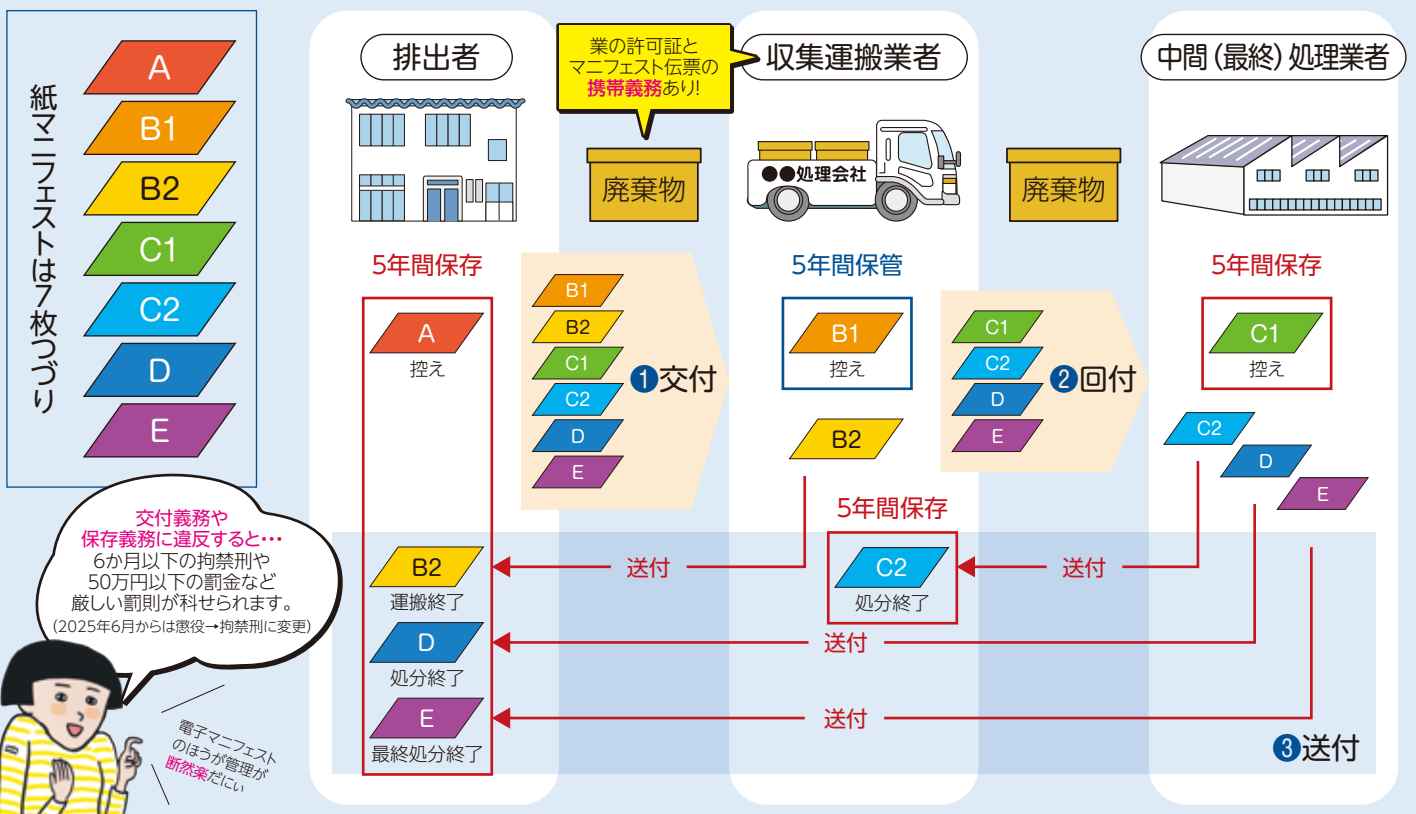 紙マニフェストは7枚つづり
A
B1
B2
C1
C2
D
E
排出者
業の許可証と
マニフェスト伝票の
携帯義務あり!
収集運搬業者
中間(最終)処理業者
廃棄物
●●処理会社
廃棄物
5年間保存
A
控え
B1
B2
C1
C2
D
E
❶交付
5年間保管
B1
控え
B2
C1
C2
D
E
❷回付
5年間保存
C1
控え
C2
D
E
5年間保存
B2
運搬終了
送付
C2
処分終了
送付
D
処分終了
送付
E
最終処分終了
送付
❸送付
交付義務や
保存義務に違反すると…
6か月以下の拘禁刑や
50万円以下の罰金など
厳しい罰則が科せられます。
(2025年6月からは懲役→拘禁刑に変更)
電子マニフェスト
のほうが管理が
断然楽だにい